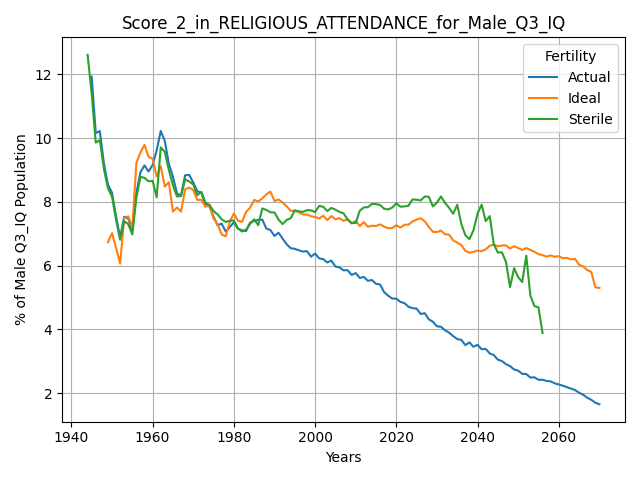 Score_2_in_RELIGIOUS_ATTENDANCE_for_Male_Q3_IQ
Fertility
Actual
Ideal
Sterile
% of Male Q3_IQ Population
12
10
8
6
4
2
1940
1960
1980
2000
2020
2040
2060
Years